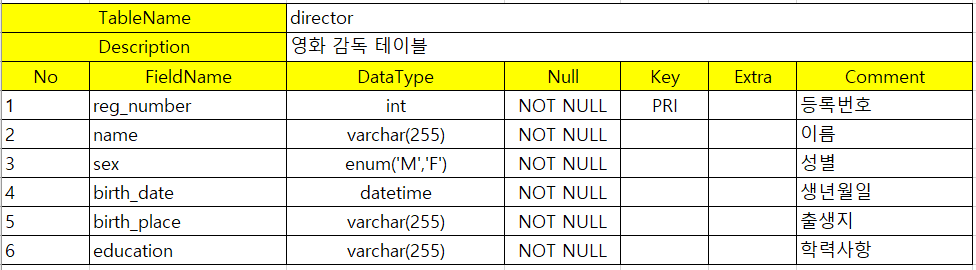 TableName director
Description 영화 감독 테이블
No FieldName DataType Null Key Extra Comment
1 reg_number int NOT NULL PRI 등록번호
2 name varchar(255) NOT NULL 이름
3 sex enum('M','F') NOT NULL 성별
4 birth_date datetime NOT NULL 생년월일
5 birth_place varchar(255) NOT NULL 출생지
6 education varchar(255) NOT NULL 학력사항